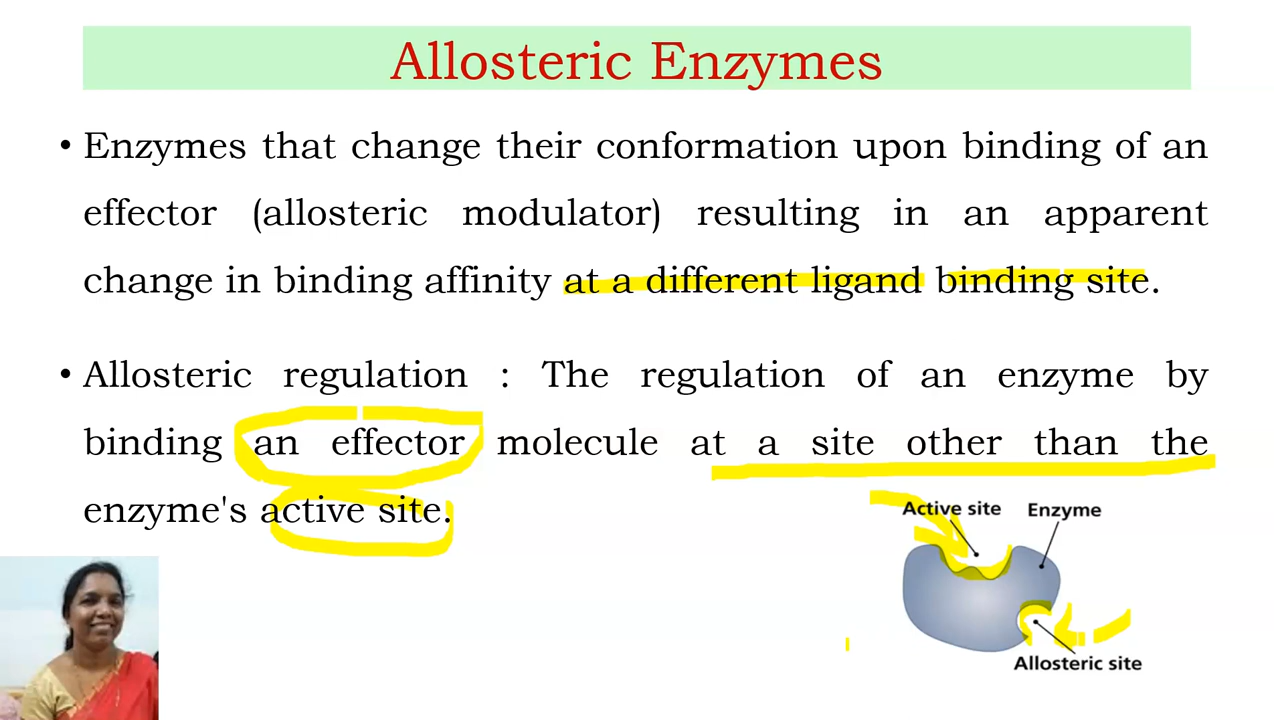 Allosteric Enzymes
• Enzymes that change their conformation upon binding of an
effector (allosteric modulator) resulting in an apparent
change in binding affinity at a different ligand binding site.
• Allosteric regulation : The regulation of an enzyme by
binding an effector molecule at a site other than the
enzyme's active site.
Active site Enzyme
Allosteric site